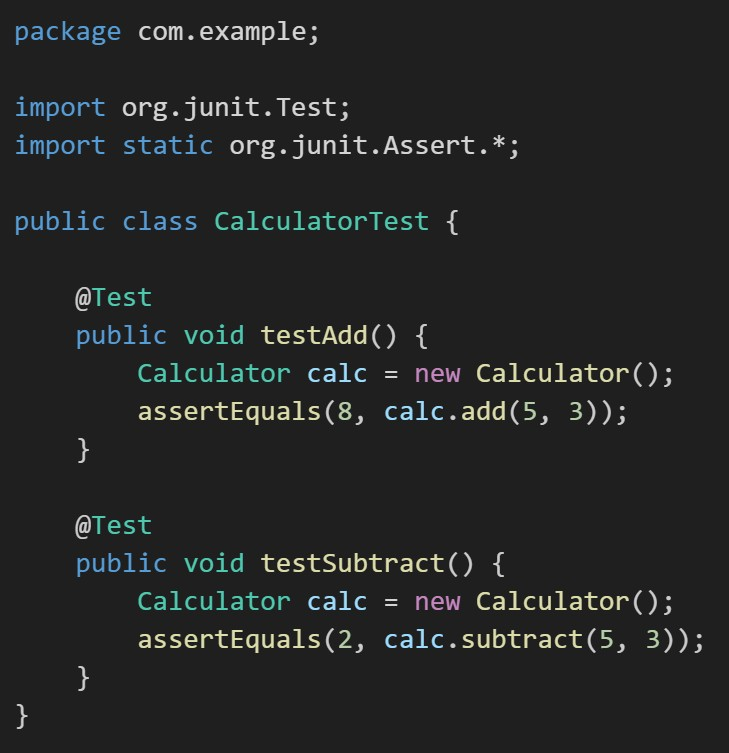 package com.example;
import org.junit.Test;
import static org.junit.Assert.*;
public class CalculatorTest {
@Test
public void testAdd() {
Calculator calc = new Calculator();
assertEquals(8, calc.add(5, 3));
}
@Test
public void testSubtract() {
Calculator calc = new Calculator();
assertEquals(2, calc.subtract(5, 3));
}
}